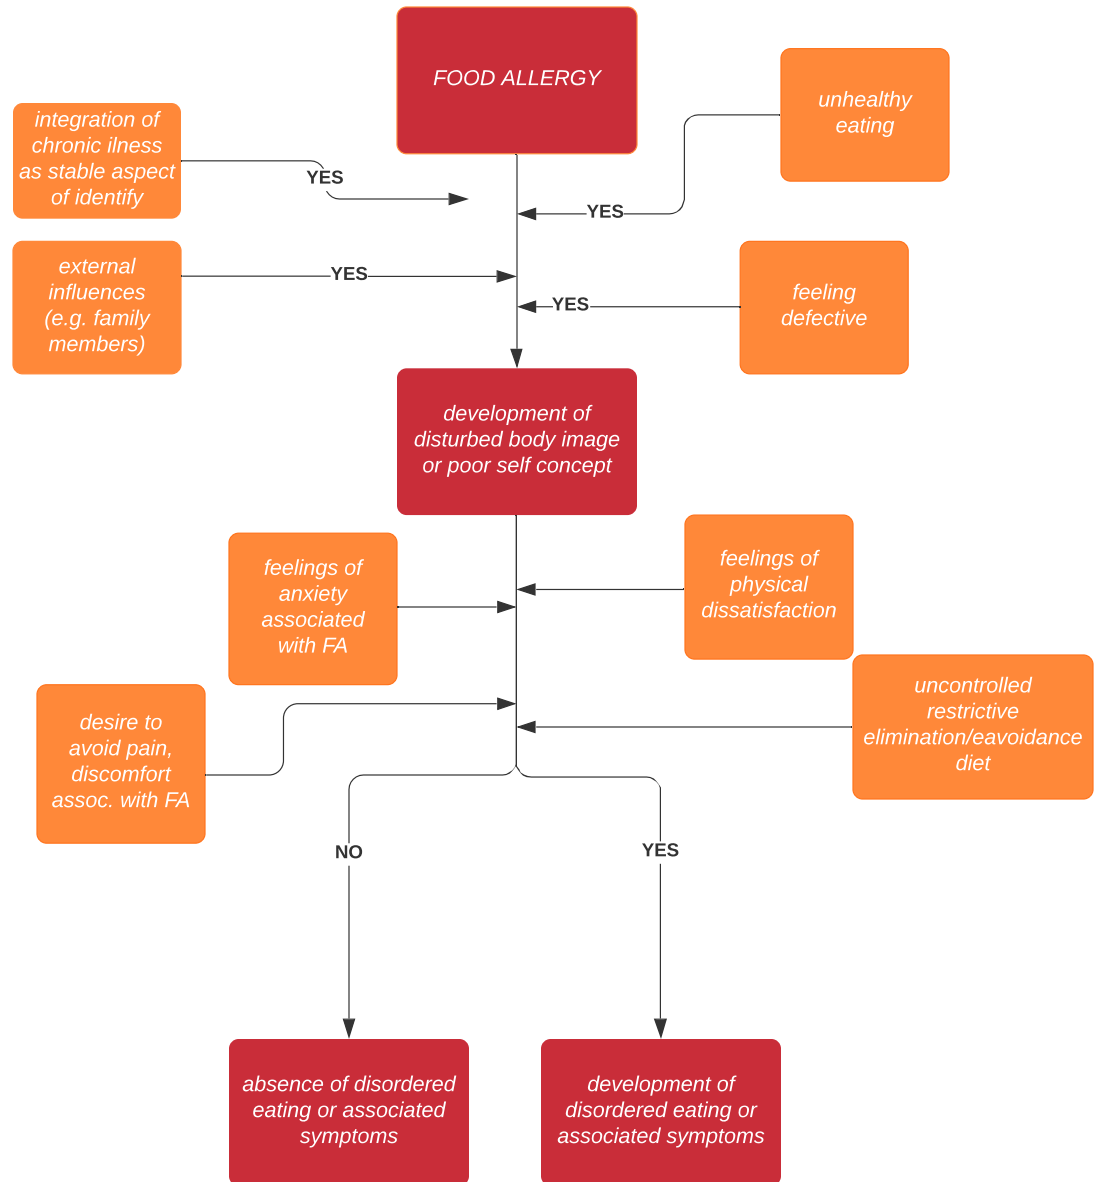 FOOD ALLERGY
unhealthy
eating
integration of
chronic ilness
as stable aspect
of identify
YES
YES
external
influences
(e.g. family
members)
YES
YES
feeling
defective
development of
disturbed body image
or poor self concept
feelings of
anxiety
associated
with FA
feelings of
physical
dissatisfaction
desire to
avoid pain,
discomfort
assoc. with FA
uncontrolled
restrictive
elimination/eavoidance
diet
NO
YES
absence of disordered
eating or associated
symptoms
development of
disordered eating or
associated symptoms